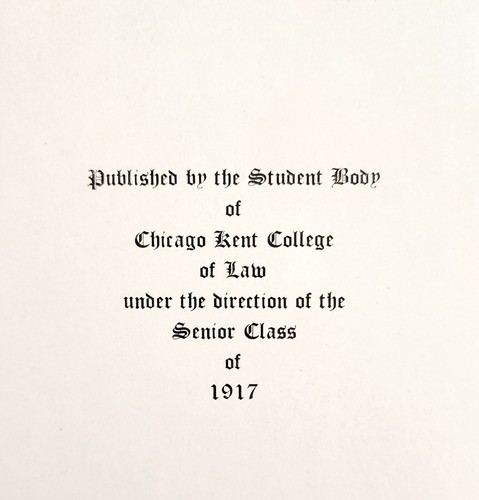 Published by the Student Body
of
Chicago Kent College
of Law
under the direction of the
Senior Class
of
1917